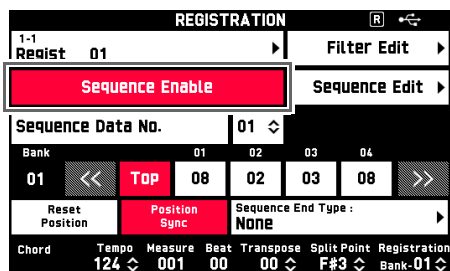 REGISTRATION R
1-1
Regist 01
Filter Edit
Sequence Enable
Sequence Edit
Sequence Data No. 01
Bank 01 02 03 04
01 << Top 08 02 03 08 >>
Reset Position
Position Sync
Sequence End Type :
None
Chord Tempo Measure Beat Transpose Split Point Registration
124 001 00 00 F#3 Bank-01